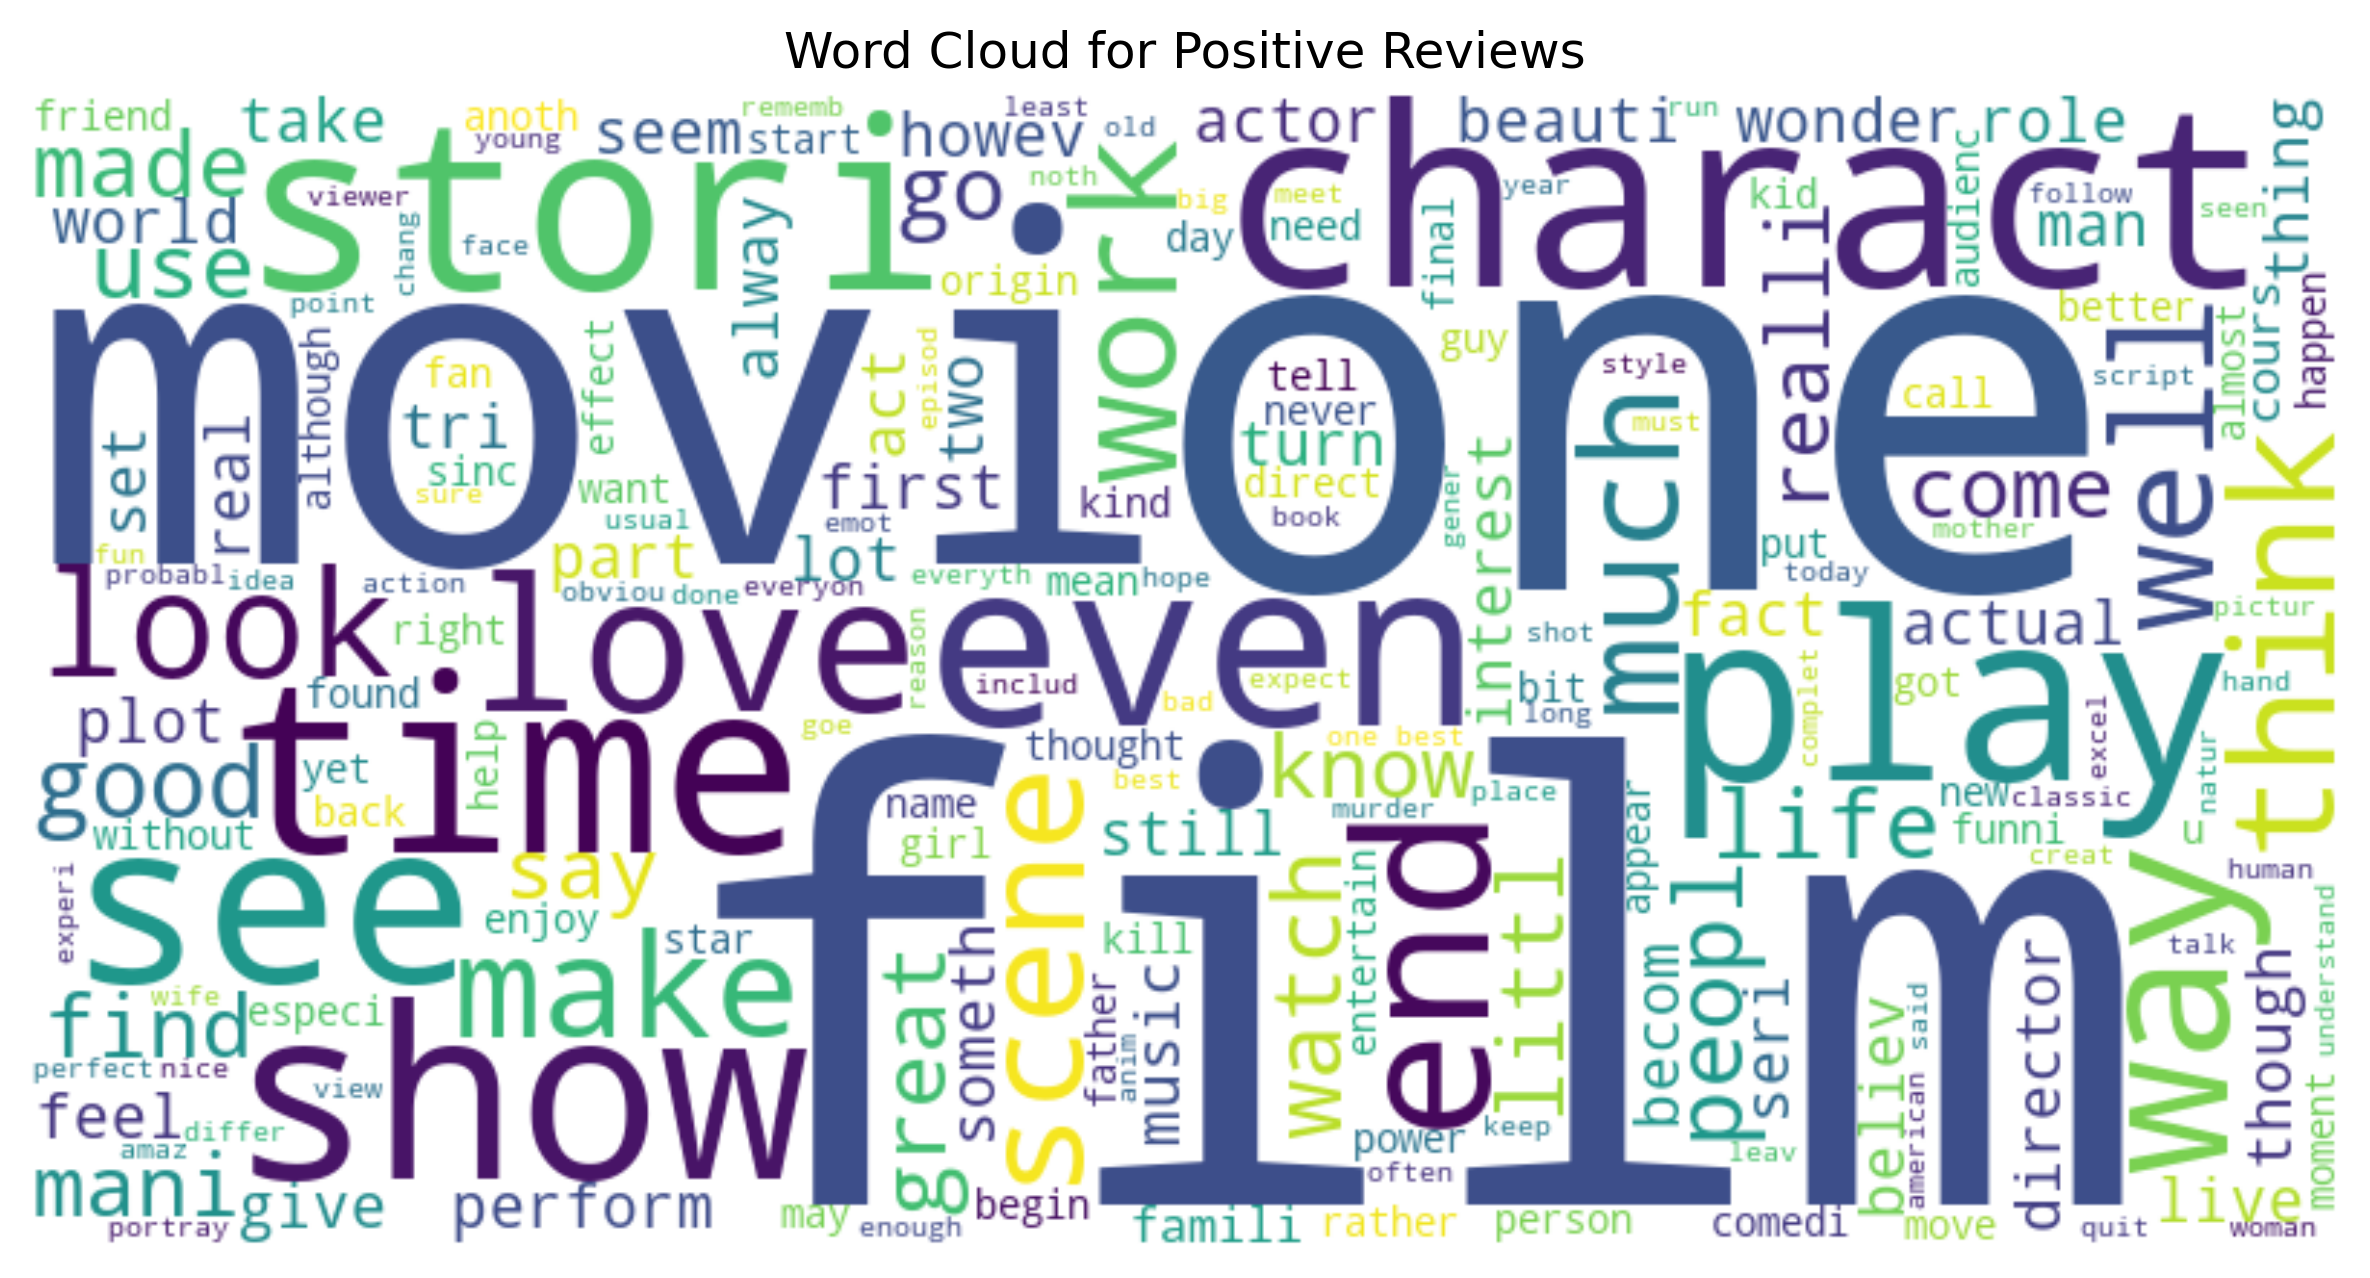 Word Cloud for Positive Reviews
friend
take
anoth
young
rememb
seem
start
howev
least
old
actor
beauti
run
wonder
role
thing
made
stori
viewer
world
use
chang
face
point
alway
go
origin
noth
work
big
day
meet
need
charact
year
final
kid
audienc
follow
man
seen
realli
better
cours
happen
movi
one
although
fan
tri
sinc
sure
set
real
fun
effect
want
usual
act
episod
two
first
emot
kind
tell
never
turn
direct
book
guy
gener
interest
style
must
much
call
come
mother
put
today
well
script
almost
think
probabl
idea
action
part
lot
obviou
done
everyon
everyth
mean
hope
look
love
right
reason
even
includ
bad
expect
shot
bit
long
fact
actual
play
got
complet
pictur
hand
excel
natur
found
plot
time
help
goe
yet
back
good
without
thought
one best
best
know
place
murder
name
girl
film
scene
still
life
new
classic
funni
u
creat
human
see
say
enjoy
star
make
experi
find
wife
especi
show
perfect
nice
view
feel
differ
amaz
mani
give
portray
perform
may
enough
great
someth
begin
father
anim
music
kill
watch
entertain
end
littl
appear
peopl
becom
seri
power
keep
often
famili
rather
person
leav
comedi
believ
said
american
move
director
way
talk
though
understand
moment
live
quit
woman